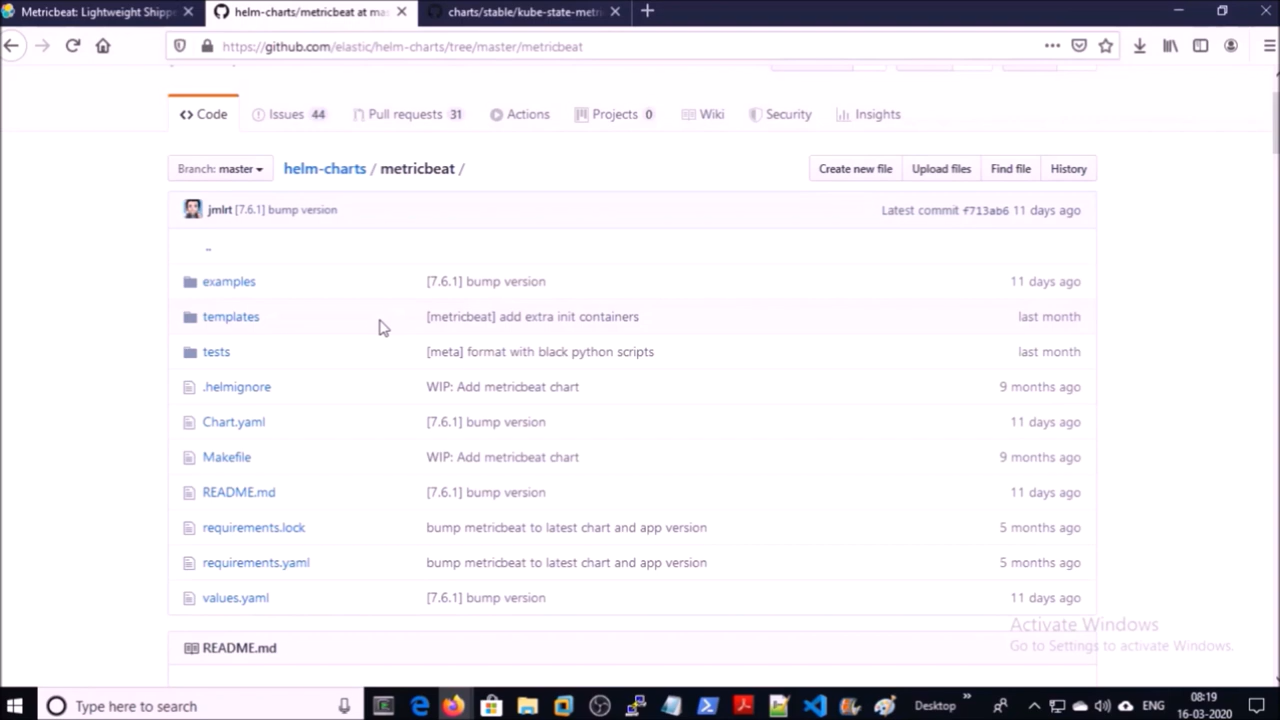 Metricbeat: Lightweight Shippe
helm-charts/metricbeat at mas
charts/stable/kube-state-metri
https://github.com/elastic/helm-charts/tree/master/metricbeat
Code
Issues 44
Pull requests 31
Actions
Projects 0
Wiki
Security
Insights
Branch: master
helm-charts / metricbeat /
Create new file
Upload files
Find file
History
jmlrt [7.6.1] bump version
Latest commit f713ab6 11 days ago
..
examples [7.6.1] bump version 11 days ago
templates [metricbeat] add extra init containers last month
tests [meta] format with black python scripts last month
.helmignore WIP: Add metricbeat chart 9 months ago
Chart.yaml [7.6.1] bump version 11 days ago
Makefile WIP: Add metricbeat chart 9 months ago
README.md [7.6.1] bump version 11 days ago
requirements.lock bump metricbeat to latest chart and app version 5 months ago
requirements.yaml bump metricbeat to latest chart and app version 5 months ago
values.yaml [7.6.1] bump version 11 days ago
README.md
Activate Windows
Go to Settings to activate Windows.
Type here to search
Desktop
ENG
08:19
16-03-2020